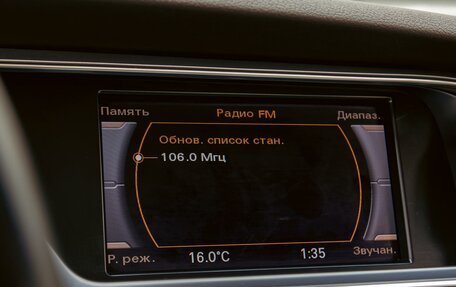 Память Радио FM Диапаз.
Обнов. список стан.
106.0 Мгц
Р. реж. 16.0°C 1:35 Звучан.